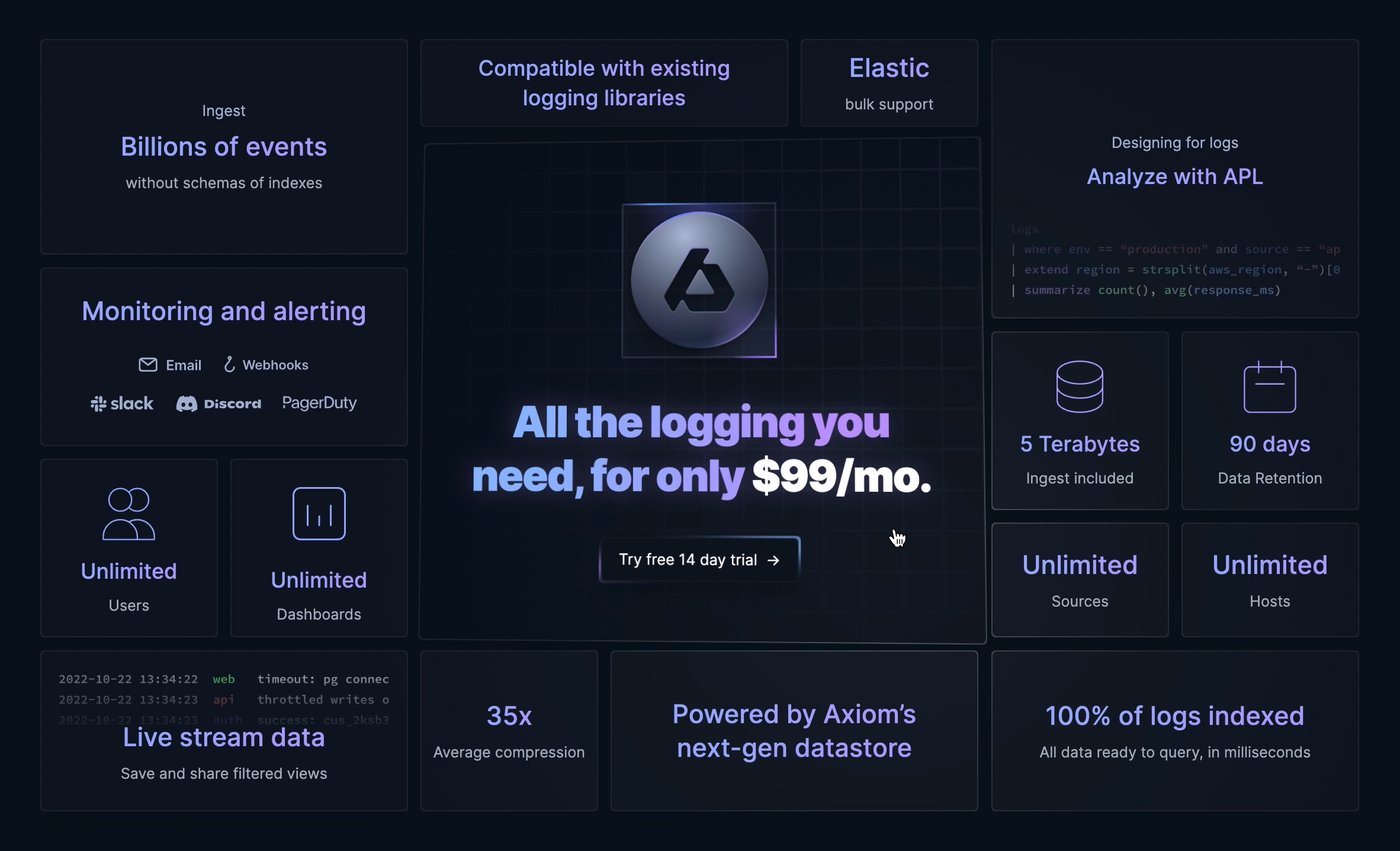 Ingest
Billions of events
without schemas of indexes
Compatible with existing
logging libraries
Elastic
bulk support
Designing for logs
Analyze with APL
logs
| where env == “production” and source == “ap
| extend region = strsplit(aws_region, “-”)[0
| summarize count(), avg(response_ms)
Monitoring and alerting
Email Webhooks
slack Discord PagerDuty
All the logging you
need, for only $99/mo.
Try free 14 day trial →
5 Terabytes
Ingest included
90 days
Data Retention
Unlimited
Users
Unlimited
Dashboards
Unlimited
Sources
Unlimited
Hosts
2022-10-22 13:34:22 web timeout: pg connec
2022-10-22 13:34:23 api throttled writes o
2022-10-22 13:34:23 auth success: cus_2ksb3
Live stream data
Save and share filtered views
35x
Average compression
Powered by Axiom’s
next-gen datastore
100% of logs indexed
All data ready to query, in milliseconds